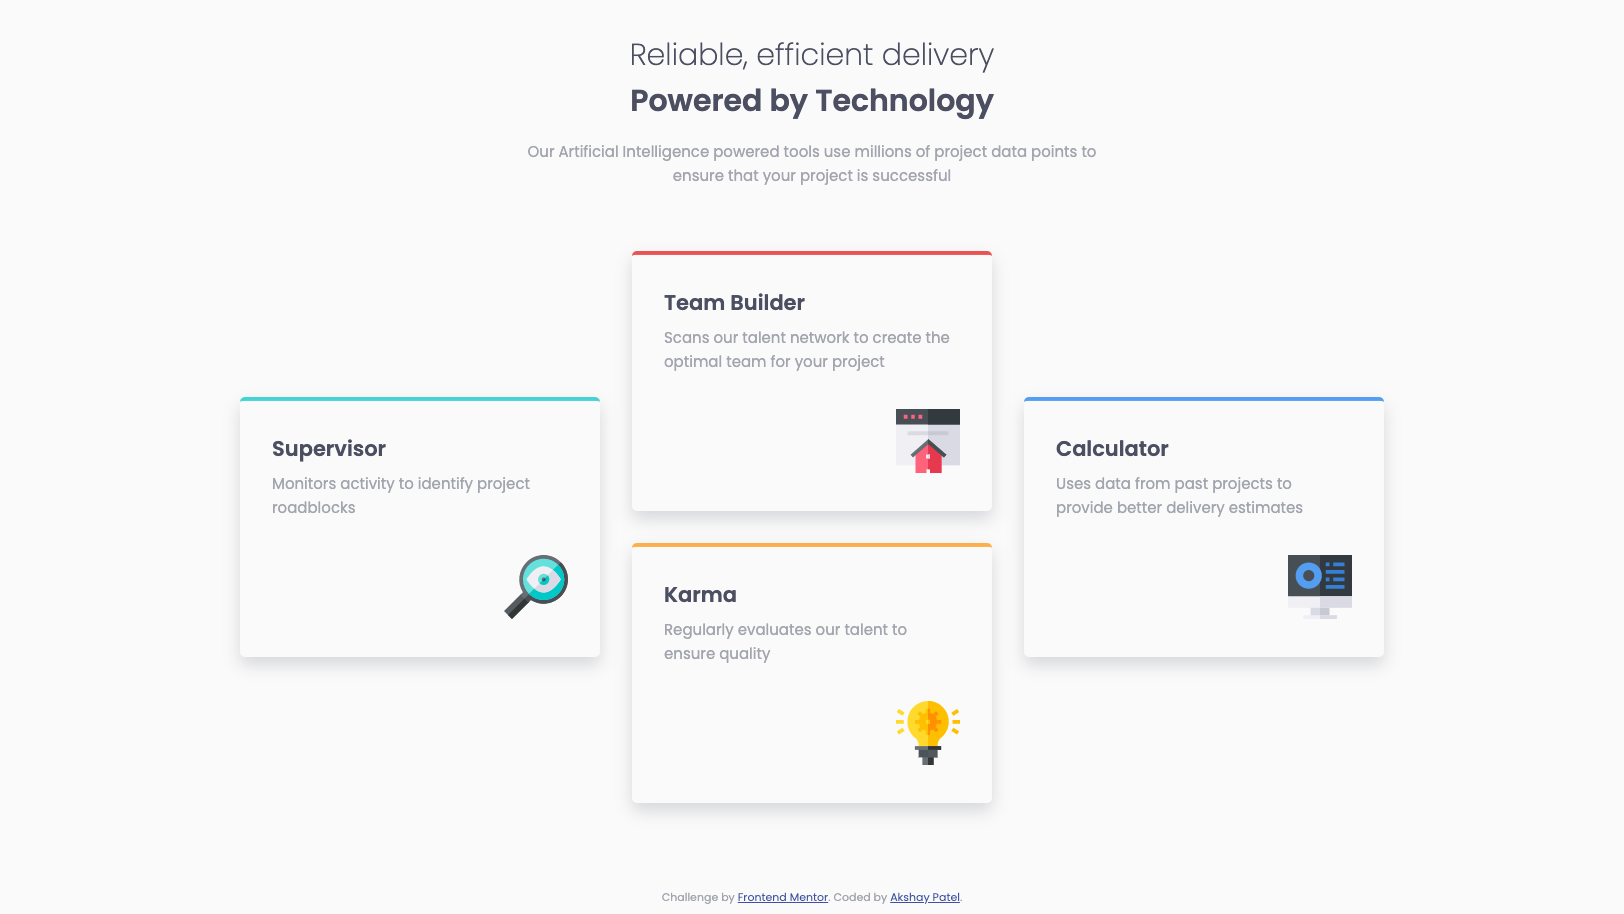 Reliable, efficient delivery
Powered by Technology
Our Artificial Intelligence powered tools use millions of project data points to
ensure that your project is successful
Team Builder
Scans our talent network to create the
optimal team for your project
Supervisor
Monitors activity to identify project
roadblocks
Calculator
Uses data from past projects to
provide better delivery estimates
Karma
Regularly evaluates our talent to
ensure quality
Challenge by Frontend Mentor. Coded by Akshay Patel.